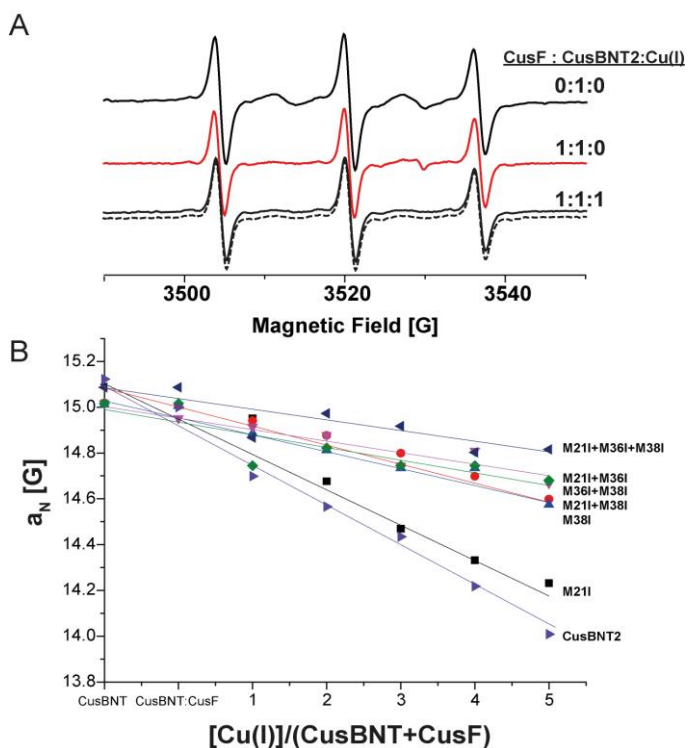 A
CusF : CusBNT2:Cu(I)
0:1:0
1:1:0
1:1:1
3500 3520 3540
Magnetic Field [G]
B
15.2
15.0
14.8
14.6
14.4
14.2
14.0
13.8
aN [G]
M21I+M36I+M38I
M21I+M36I
M36I+M38I
M21I+M38I
M38I
M21I
CusBNT2
CusBNT CusBNT:CusF 1 2 3 4 5
[Cu(I)]/(CusBNT+CusF)